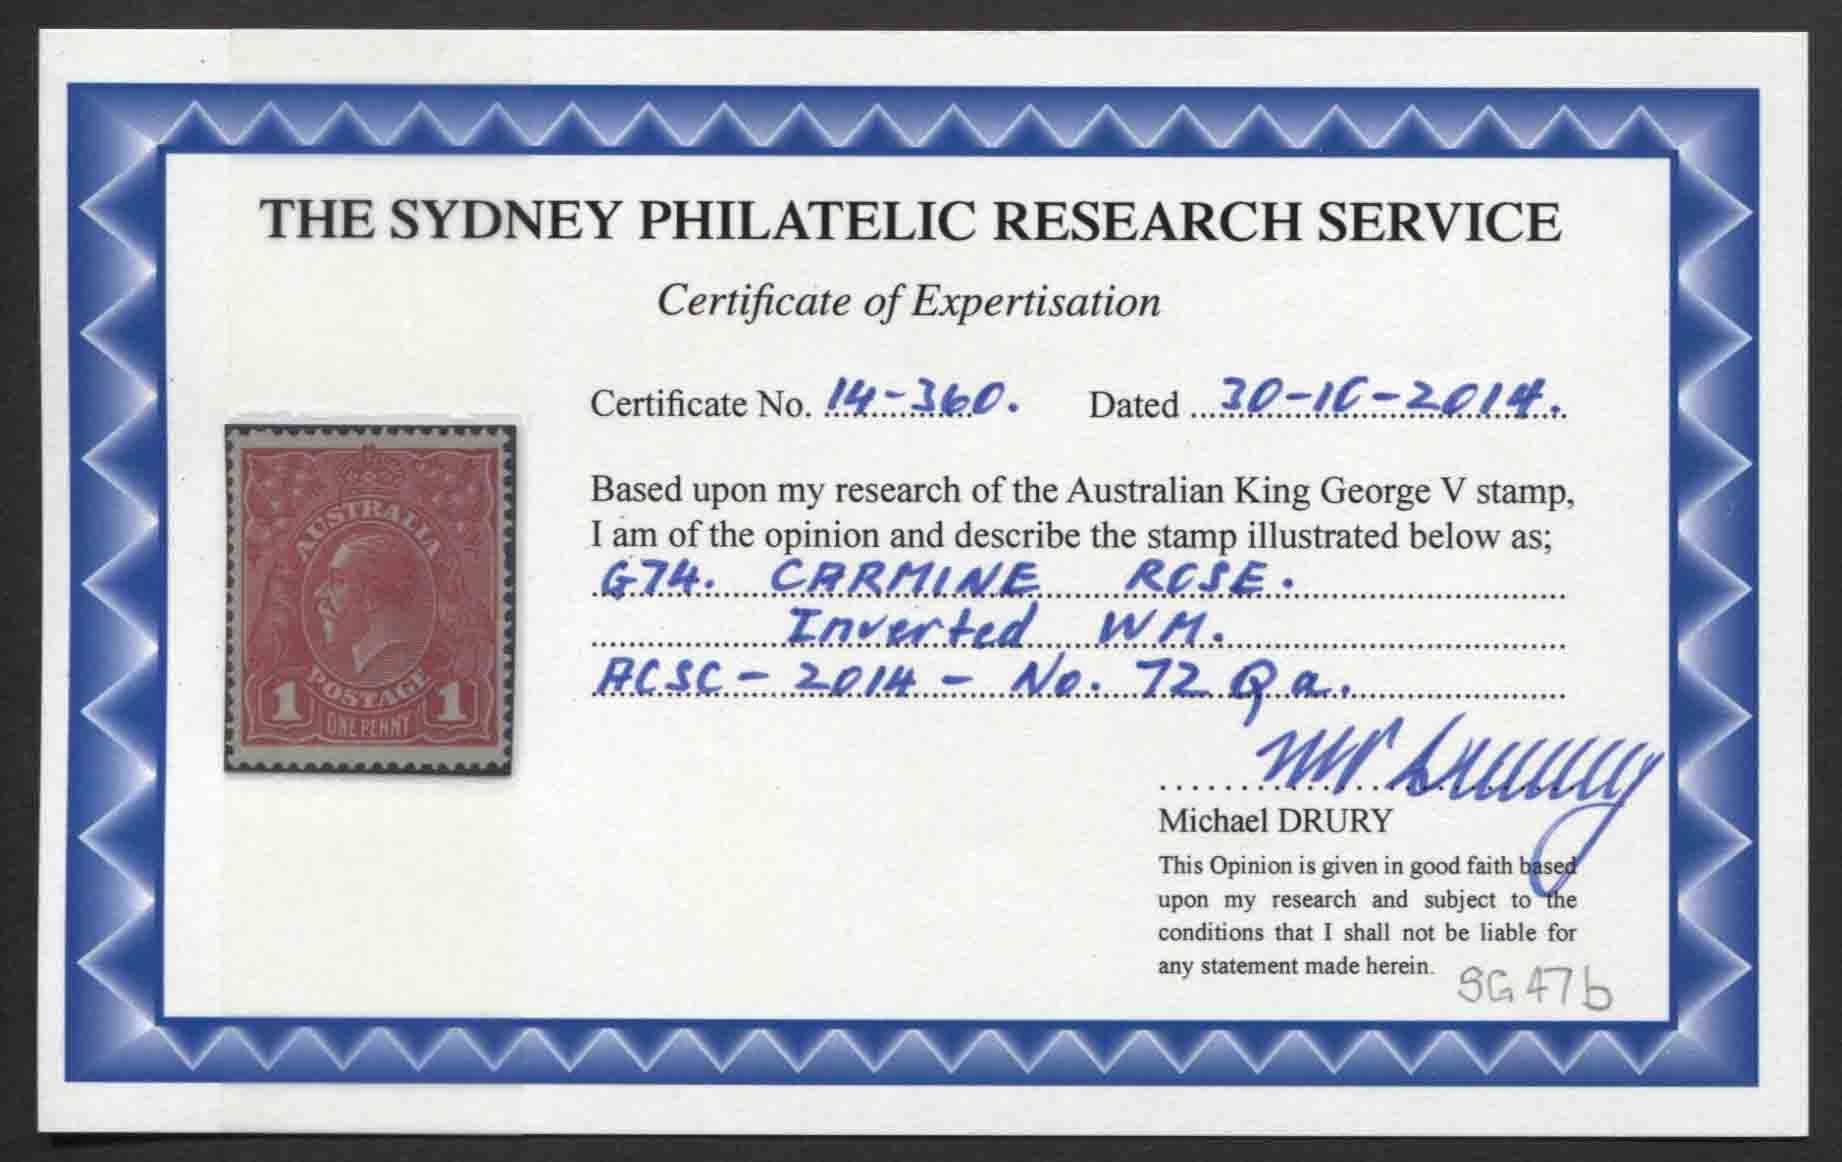 THE SYDNEY PHILATELIC RESEARCH SERVICE
Certificate of Expertisation
Certificate No. 14-360. Dated 30-10-2014.
Based upon my research of the Australian King George V stamp,
I am of the opinion and describe the stamp illustrated below as;
G74. CARMINE ROSE.
Inverted WM.
ACSC - 2014 - No. 72 Qa.
AUSTRALIA
POSTAGE
1 ONE PENNY 1
M P Drury
Michael DRURY
This Opinion is given in good faith based
upon my research and subject to the
conditions that I shall not be liable for
any statement made herein.
SG 47b